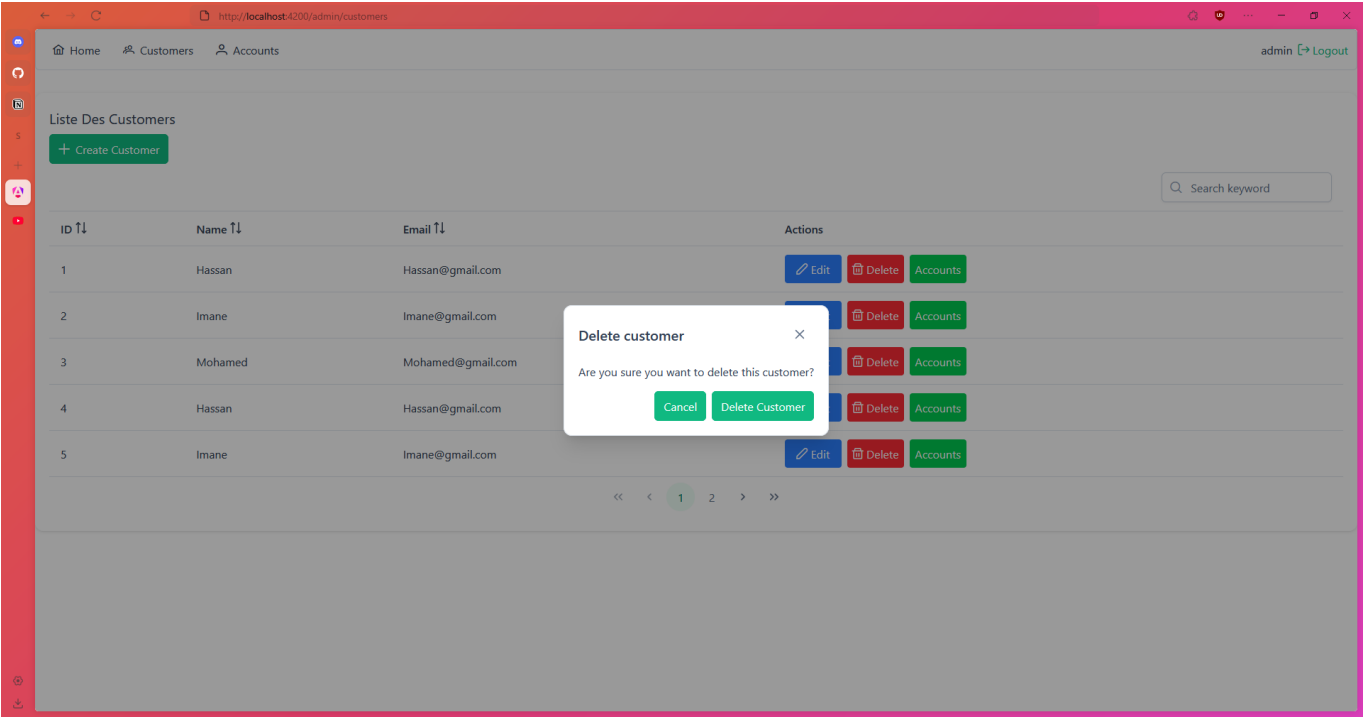 http://localhost:4200/admin/customers
Home Customers Accounts admin Logout
Liste Des Customers
+ Create Customer
Search keyword
ID Name Email Actions
1 Hassan Hassan@gmail.com Edit Delete Accounts
2 Imane Imane@gmail.com Delete Accounts
3 Mohamed Mohamed@gmail.com Delete Accounts
4 Hassan Hassan@gmail.com Delete Accounts
5 Imane Imane@gmail.com Edit Delete Accounts
Delete customer
Are you sure you want to delete this customer?
Cancel Delete Customer
« ‹ 1 2 › »